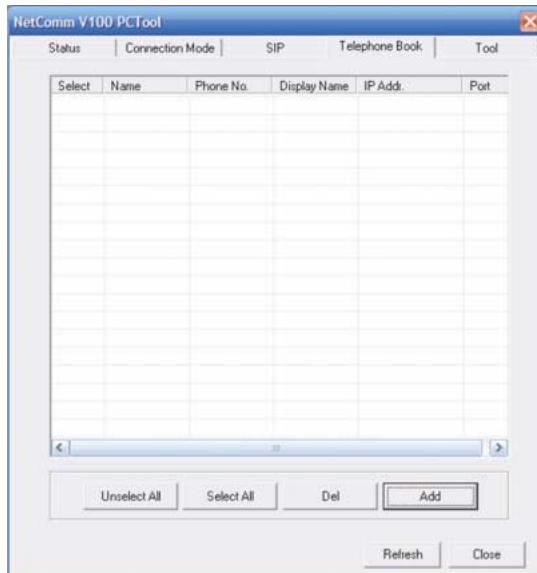 NetComm V100 PCTool
Status Connection Mode SIP Telephone Book Tool
Select Name Phone No. Display Name IP Addr. Port
Unselect All Select All Del Add
Refresh Close